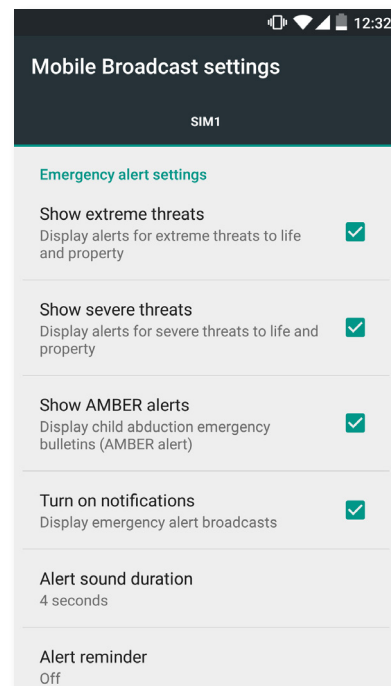 12:32
Mobile Broadcast settings
SIM1
Emergency alert settings
Show extreme threats
Display alerts for extreme threats to life
and property
Show severe threats
Display alerts for severe threats to life and
property
Show AMBER alerts
Display child abduction emergency
bulletins (AMBER alert)
Turn on notifications
Display emergency alert broadcasts
Alert sound duration
4 seconds
Alert reminder
Off